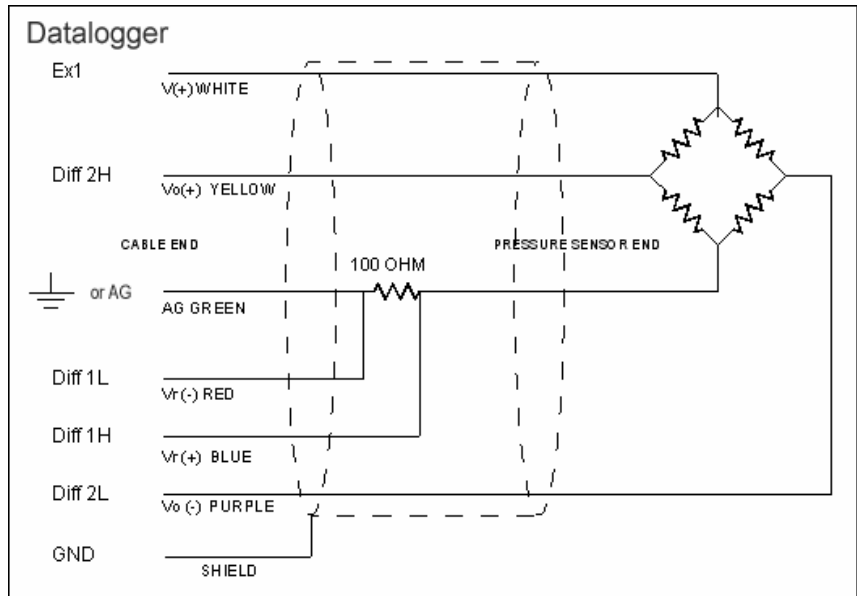 Datalogger
Ex1
V(+) WHITE
Diff 2H
Vo(+) YELLOW
CABLE END
PRESSURE SENSOR END
100 OHM
or AG
AG GREEN
Diff 1L
Vr(-) RED
Diff 1H
Vr(+) BLUE
Diff 2L
Vo (-) PURPLE
GND
SHIELD